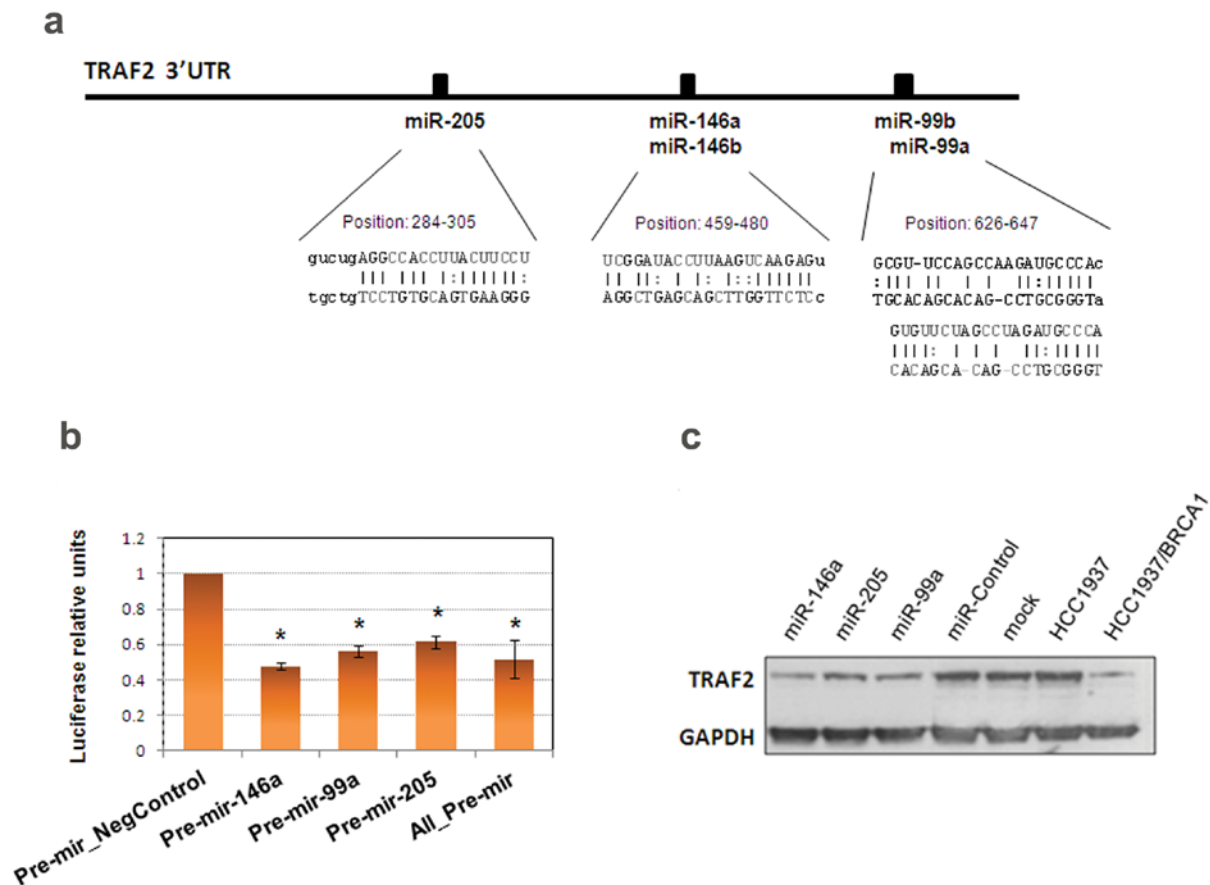 a
TRAF2 3'UTR
miR-205
miR-146a
miR-146b
miR-99b
miR-99a
Position: 284-305
gucugAGGCCACCUUACUUCCU
||| || | | |:|||||:
tgctgTCCTGTGCAGTGAAGGG
Position: 459-480
UCGGAUACCUUAAGUCAAGAGu
AGGCTGAGCAGCTTGGTTCTCc
Position: 626-647
GCGU-UCCAGCCAAGAUGCCCAc
TGCACAGCACAG-CCTGCGGGTa
GUGUUCUAGCCUAGAUGCCCA
CACAGCA-CAG-CCTGCGGGT
b
Luciferase relative units
1.2
1
0.8
0.6
0.4
0.2
0
* * * *
Pre-mir_NegControl
Pre-mir-146a
Pre-mir-99a
Pre-mir-205
All_Pre-mir
c
miR-146a
miR-205
miR-99a
miR-Control
mock
HCC1937
HCC1937/BRCA1
TRAF2
GAPDH